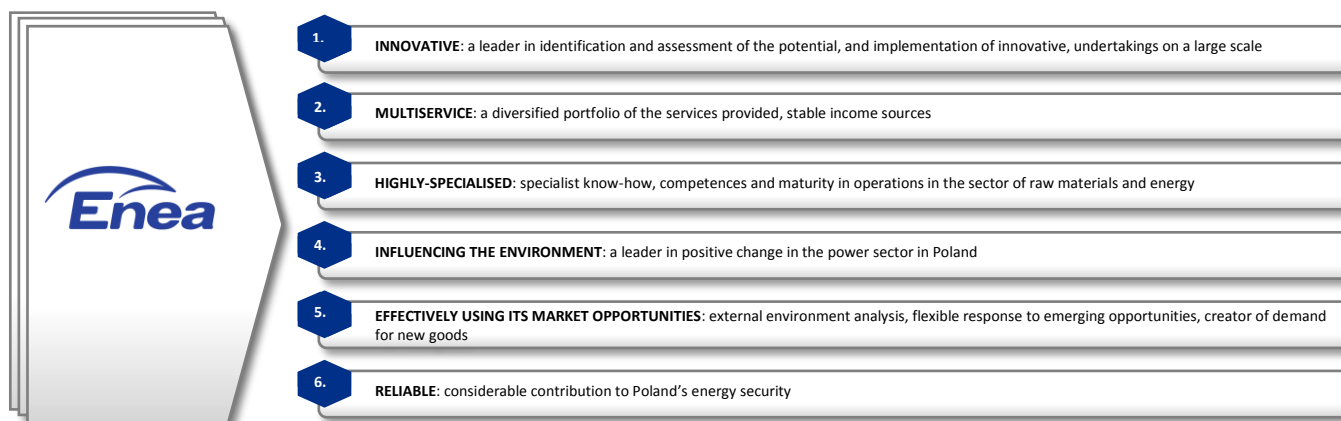 Enea
1.
INNOVATIVE: a leader in identification and assessment of the potential, and implementation of innovative, undertakings on a large scale
2.
MULTISERVICE: a diversified portfolio of the services provided, stable income sources
3.
HIGHLY-SPECIALISED: specialist know-how, competences and maturity in operations in the sector of raw materials and energy
4.
INFLUENCING THE ENVIRONMENT: a leader in positive change in the power sector in Poland
5.
EFFECTIVELY USING ITS MARKET OPPORTUNITIES: external environment analysis, flexible response to emerging opportunities, creator of demand
for new goods
6.
RELIABLE: considerable contribution to Poland's energy security